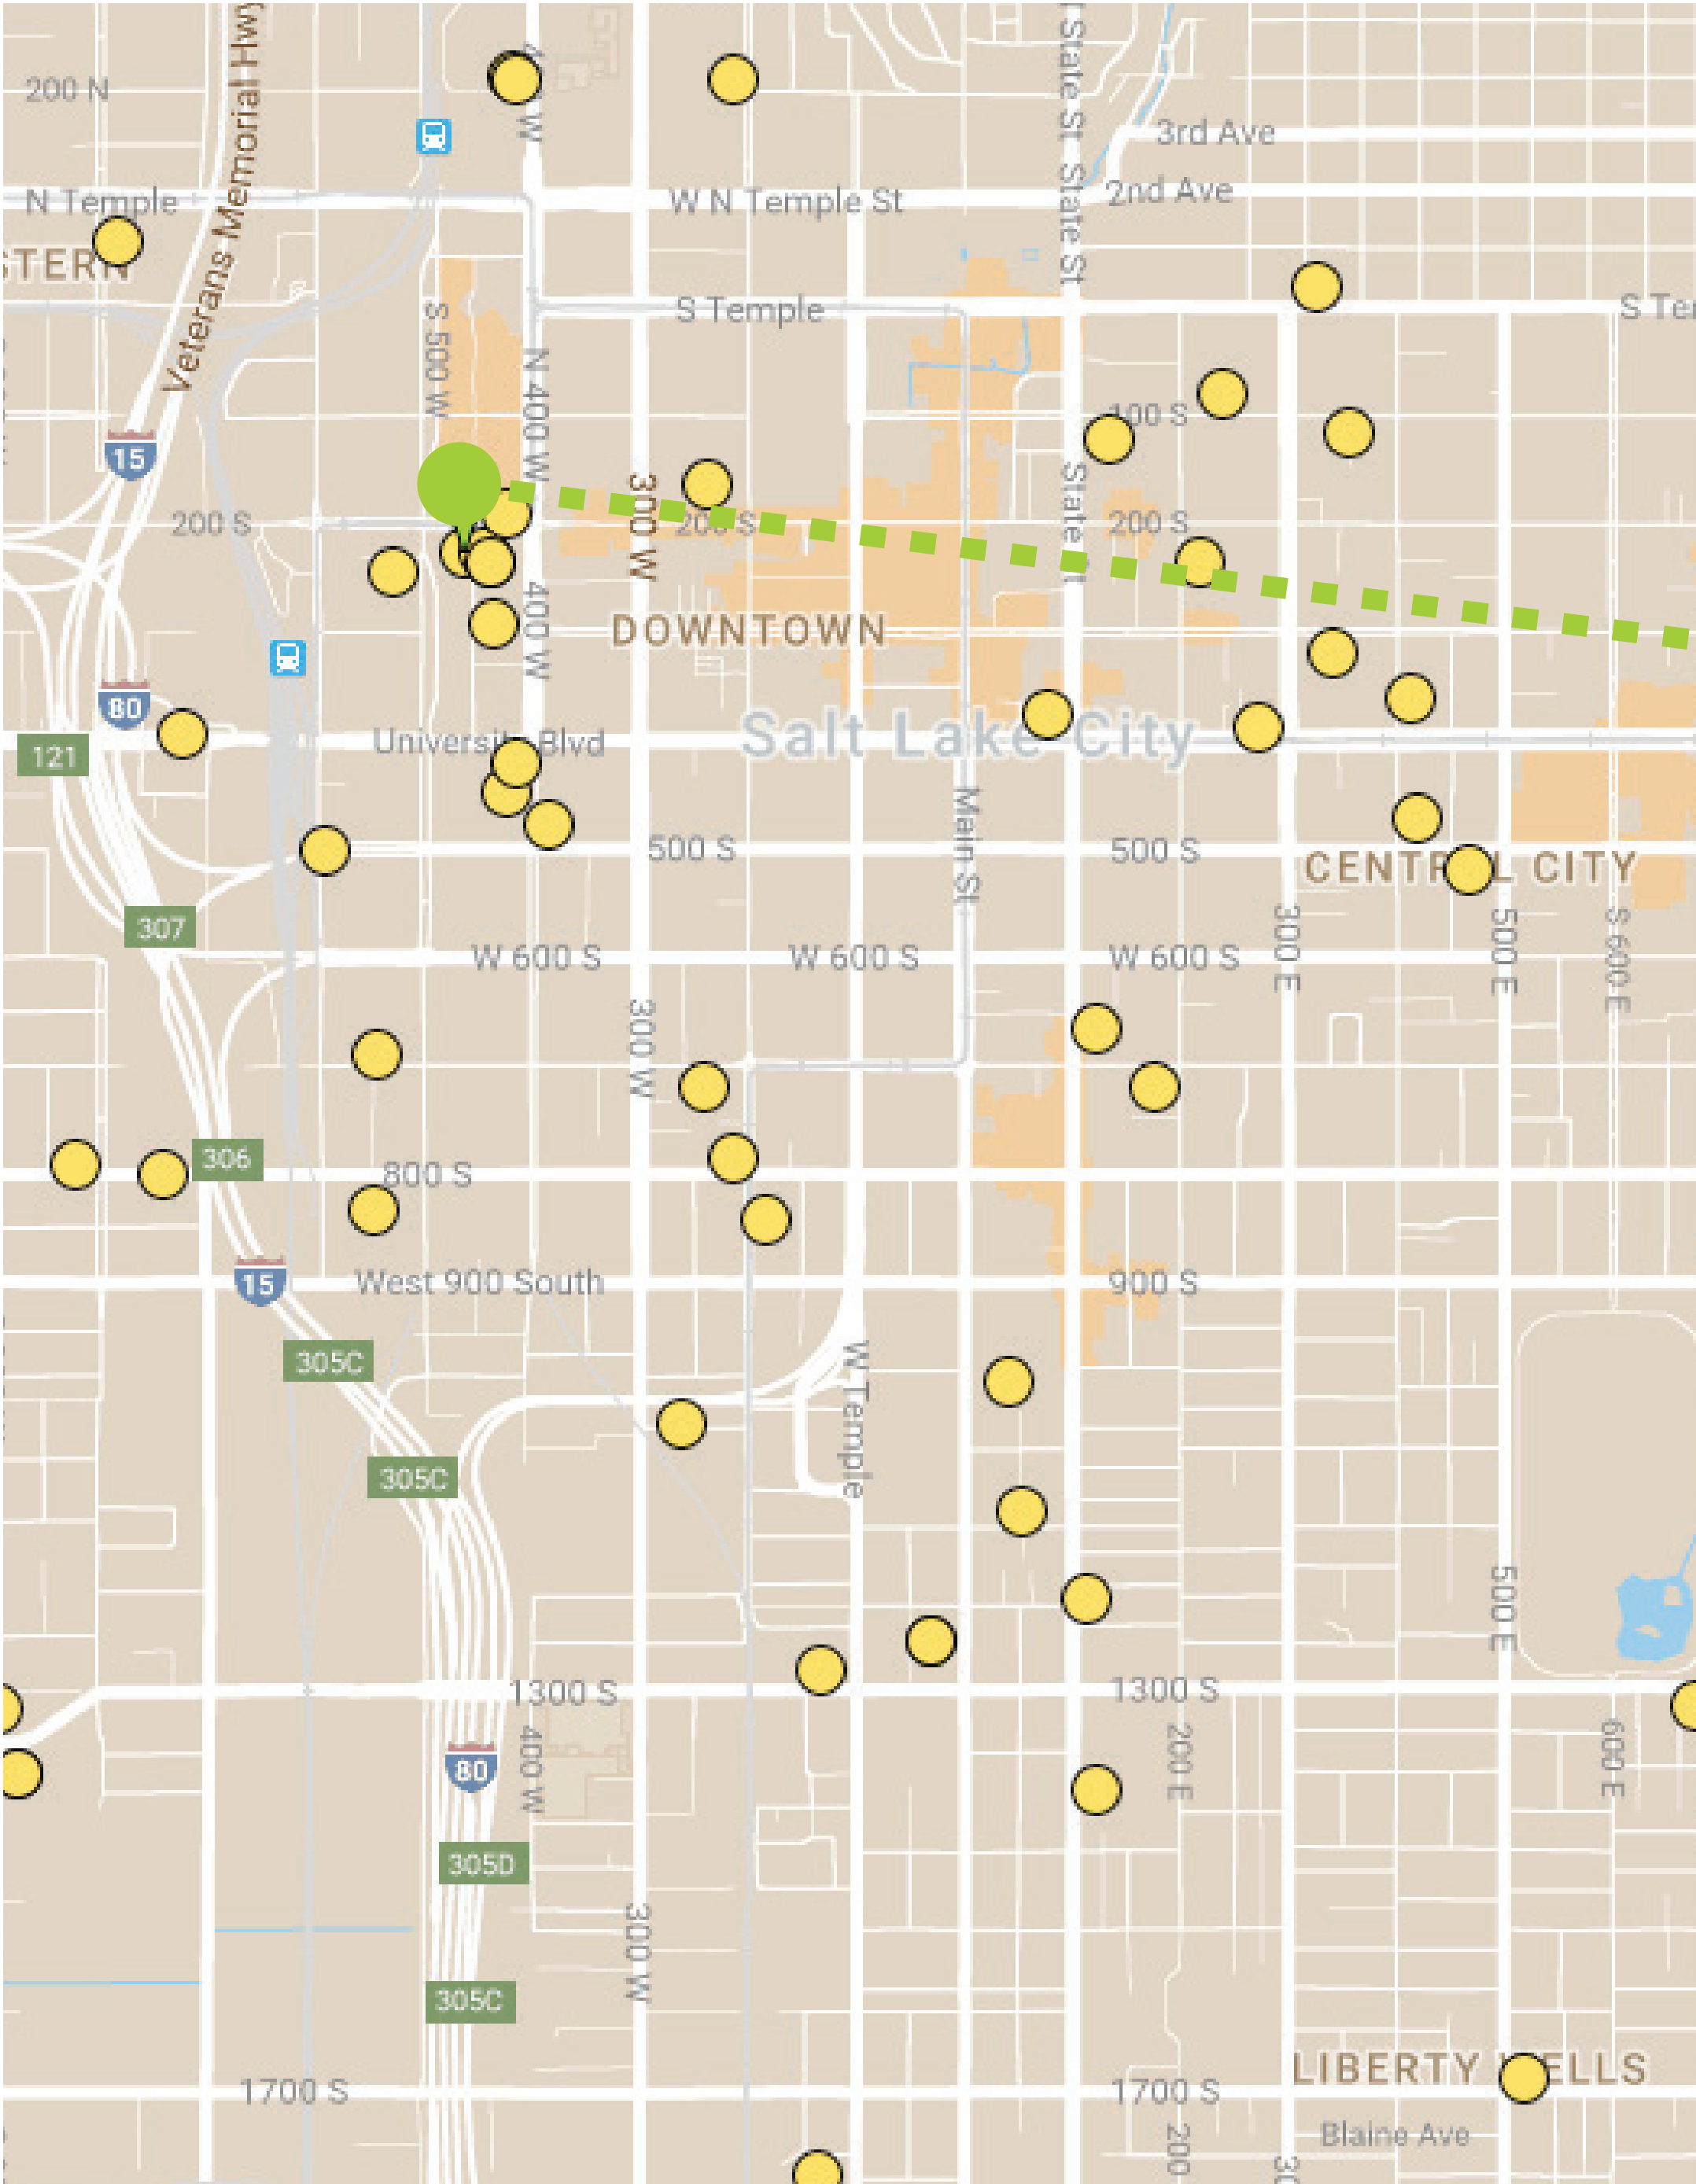 State St
200 N
Veterans Memorial Hwy
W
3rd Ave
State St
2nd Ave
N Temple
W N Temple St
S 500 W
S Temple
N 400 W
100 S
15
300 W
State St
200 S
200 S
200 S
400 W
DOWNTOWN
80
121
University Blvd
Salt Lake City
Main St
500 S
500 S
CENTRAL CITY
307
300 E
500 E
S 600 E
W 600 S
W 600 S
W 600 S
300 W
306
800 S
15
West 900 South
900 S
305C
W Temple
305C
500 E
1300 S
1300 S
400 W
200 E
600 E
80
305D
300 W
305C
LIBERTY WELLS
1700 S
1700 S
Blaine Ave
200